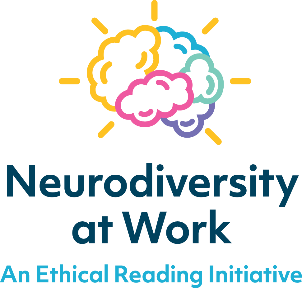 Neurodiversity
at Work
An Ethical Reading Initiative